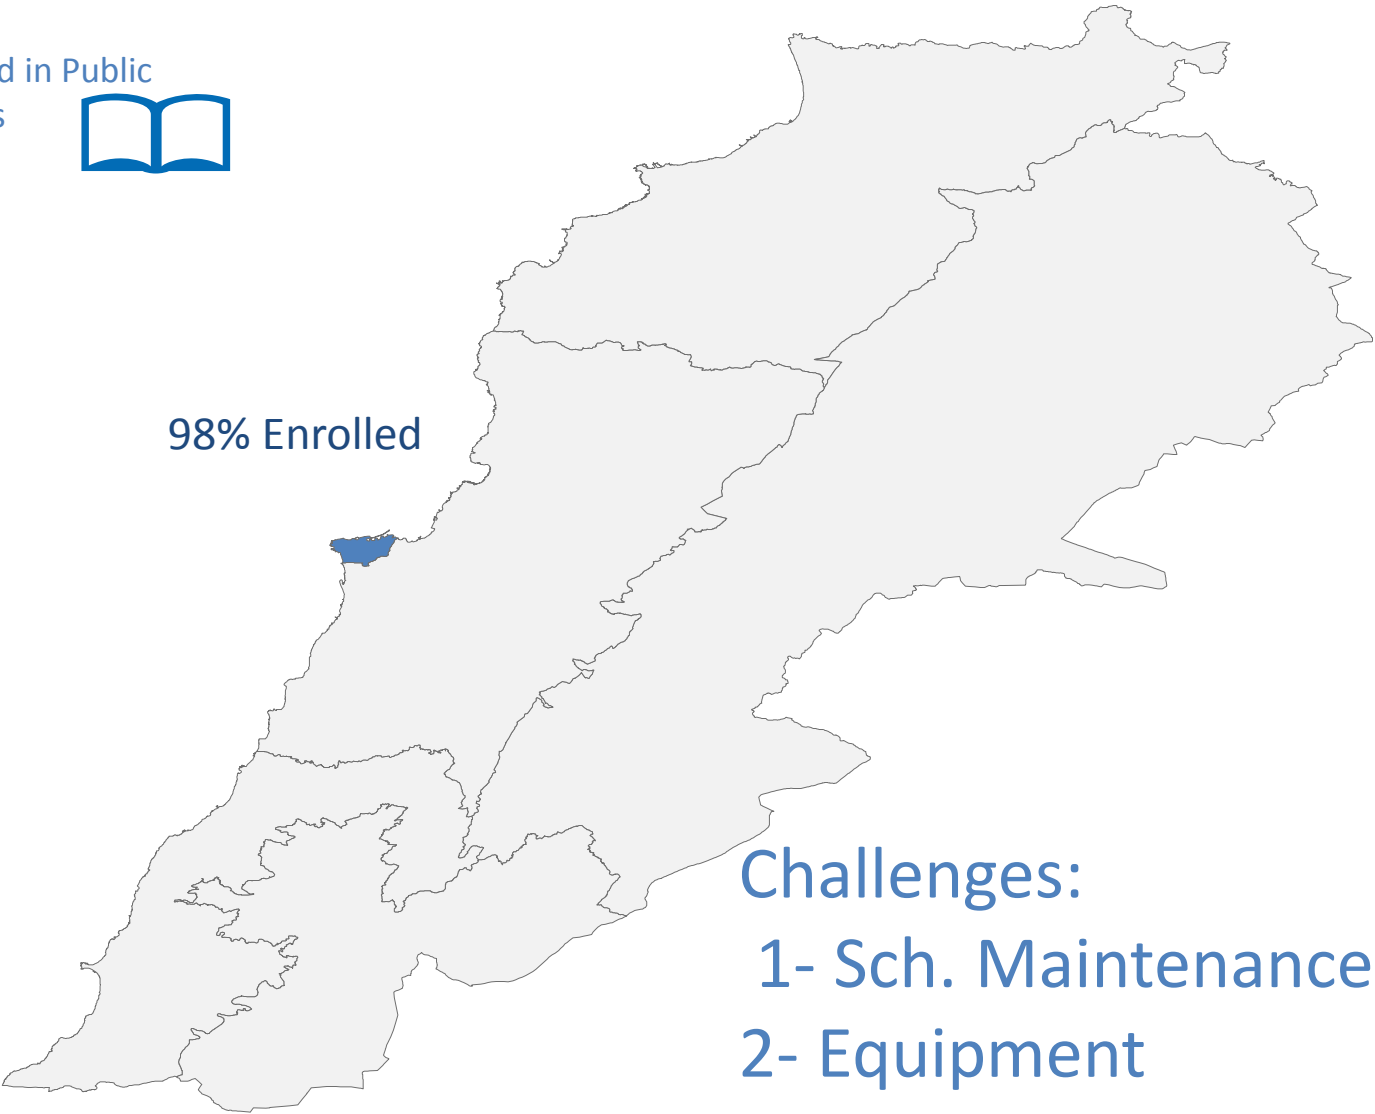 d in Public
s
98% Enrolled
Challenges:
1- Sch. Maintenance
2- Equipment